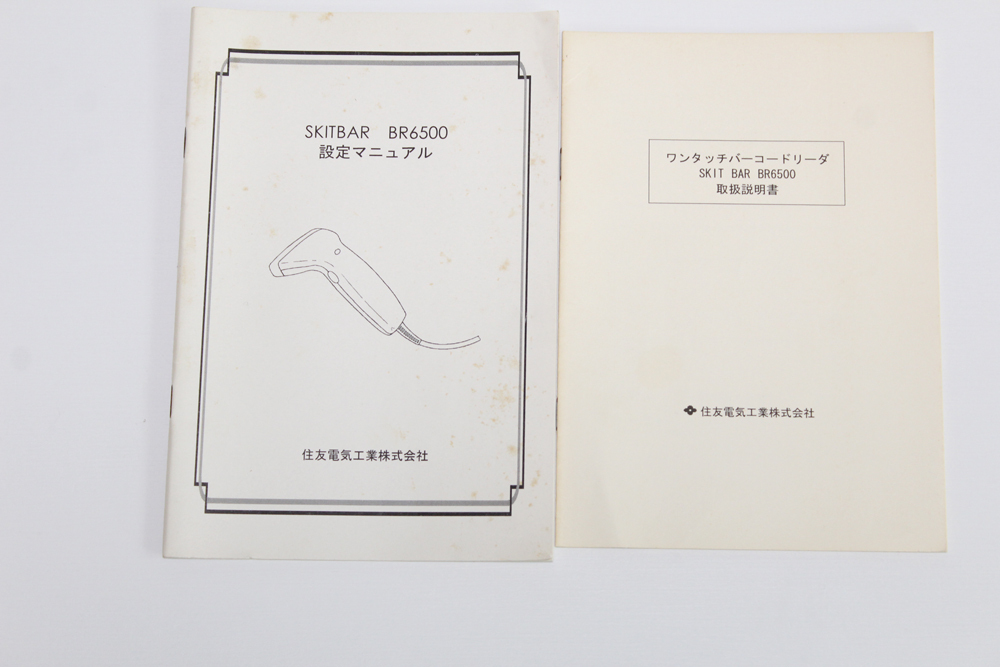 SKITBAR BR6500
設定マニュアル
住友電気工業株式会社
ワンタッチバーコードリーダ
SKIT BAR BR6500
取扱説明書
住友電気工業株式会社